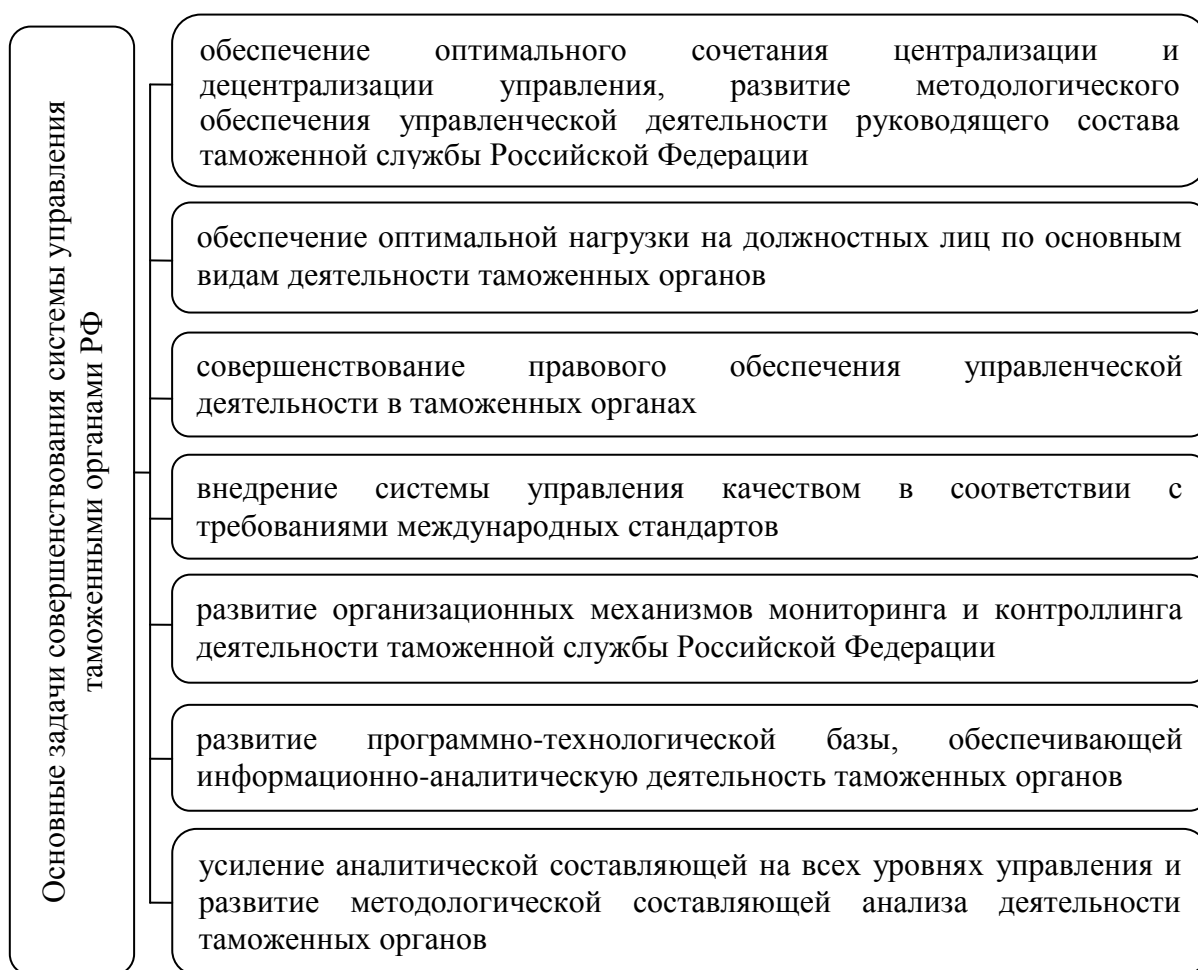 Основные задачи совершенствования системы управления
таможенными органами РФ
обеспечение оптимального сочетания централизации и
децентрализации управления, развитие методологического
обеспечения управленческой деятельности руководящего состава
таможенной службы Российской Федерации
обеспечение оптимальной нагрузки на должностных лиц по основным
видам деятельности таможенных органов
совершенствование правового обеспечения управленческой
деятельности в таможенных органах
внедрение системы управления качеством в соответствии с
требованиями международных стандартов
развитие организационных механизмов мониторинга и контроллинга
деятельности таможенной службы Российской Федерации
развитие программно-технологической базы, обеспечивающей
информационно-аналитическую деятельность таможенных органов
усиление аналитической составляющей на всех уровнях управления и
развитие методологической составляющей анализа деятельности
таможенных органов